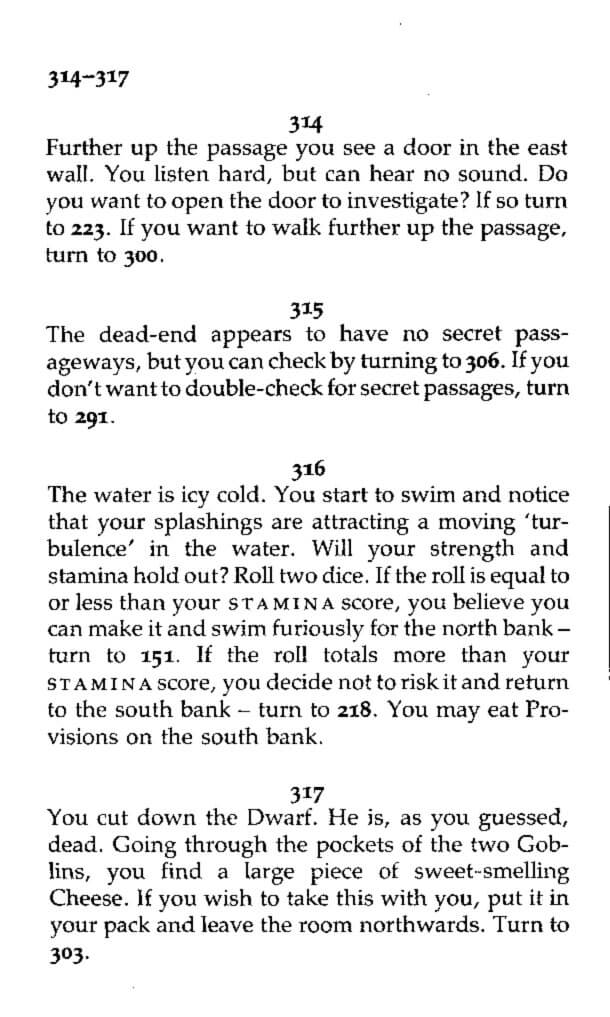 314–317
314
Further up the passage you see a door in the east
wall. You listen hard, but can hear no sound. Do
you want to open the door to investigate? If so turn
to 223. If you want to walk further up the passage,
turn to 300.
315
The dead-end appears to have no secret pass-
ageways, but you can check by turning to 306. If you
don't want to double-check for secret passages, turn
to 291.
316
The water is icy cold. You start to swim and notice
that your splashings are attracting a moving 'tur-
bulence' in the water. Will your strength and
stamina hold out? Roll two dice. If the roll is equal to
or less than your STAMINA score, you believe you
can make it and swim furiously for the north bank –
turn to 151. If the roll totals more than your
STAMINA score, you decide not to risk it and return
to the south bank – turn to 218. You may eat Pro-
visions on the south bank.
317
You cut down the Dwarf. He is, as you guessed,
dead. Going through the pockets of the two Gob-
lins, you find a large piece of sweet-smelling
Cheese. If you wish to take this with you, put it in
your pack and leave the room northwards. Turn to
303.